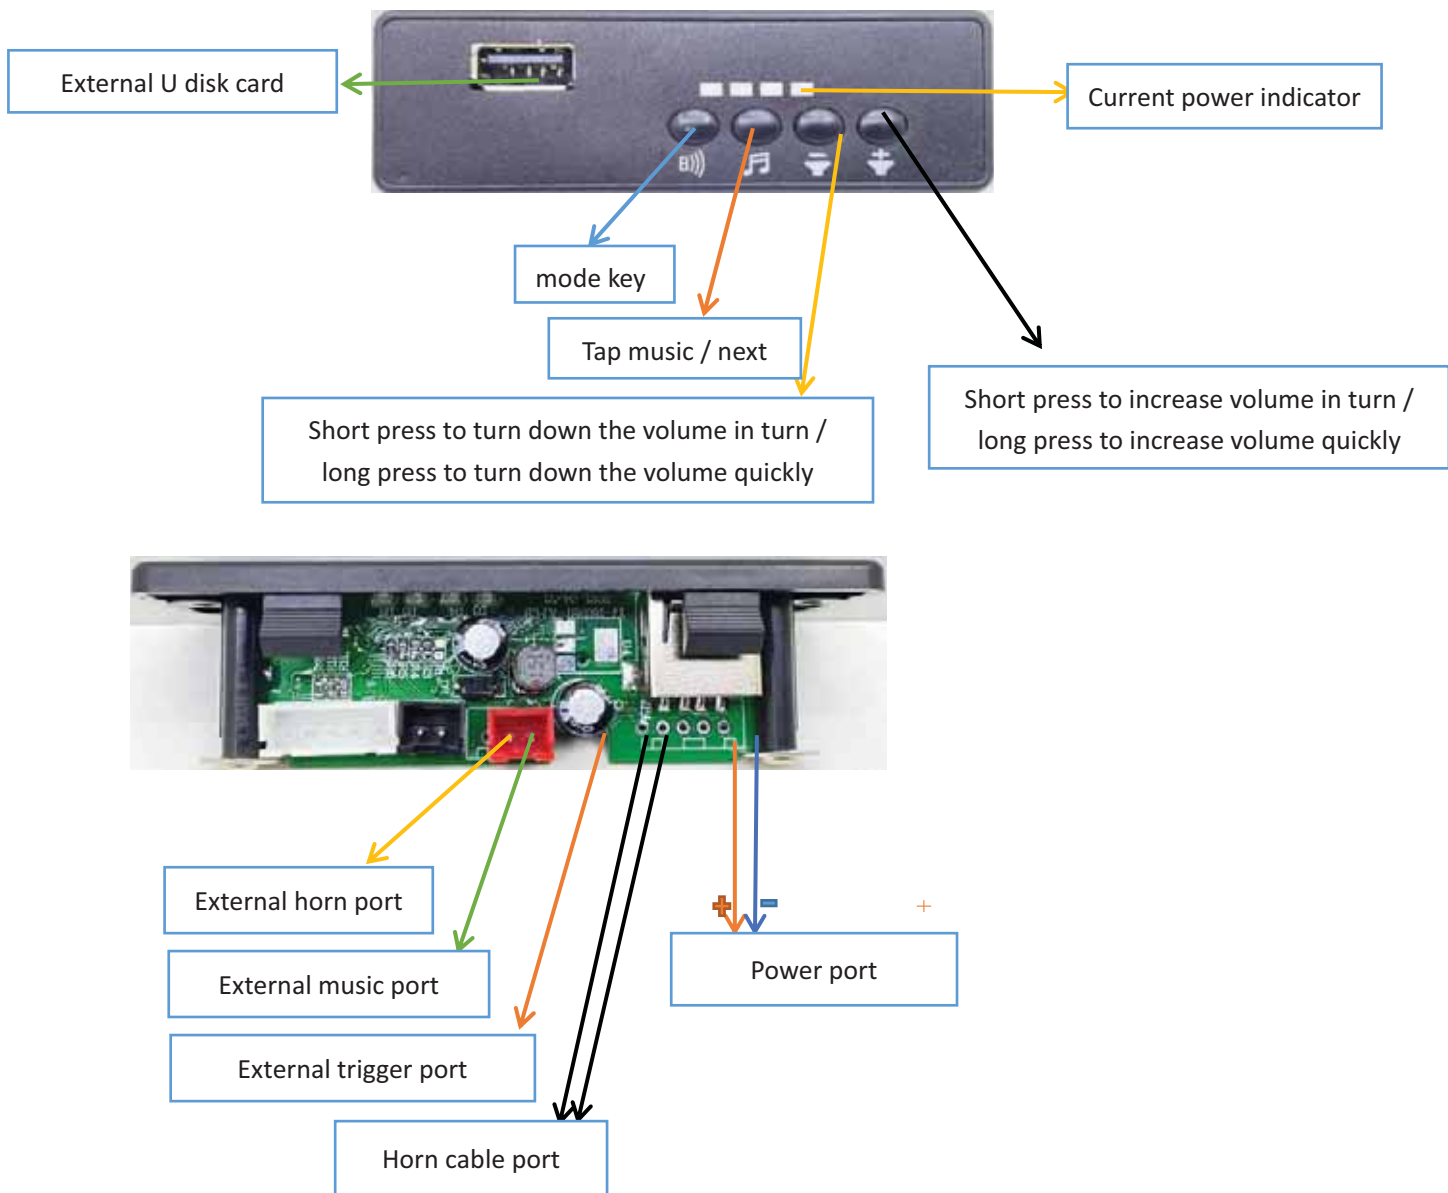 External U disk card
Current power indicator
mode key
Tap music / next
Short press to turn down the volume in turn /
long press to turn down the volume quickly
Short press to increase volume in turn /
long press to increase volume quickly
External horn port
External music port
External trigger port
Horn cable port
Power port